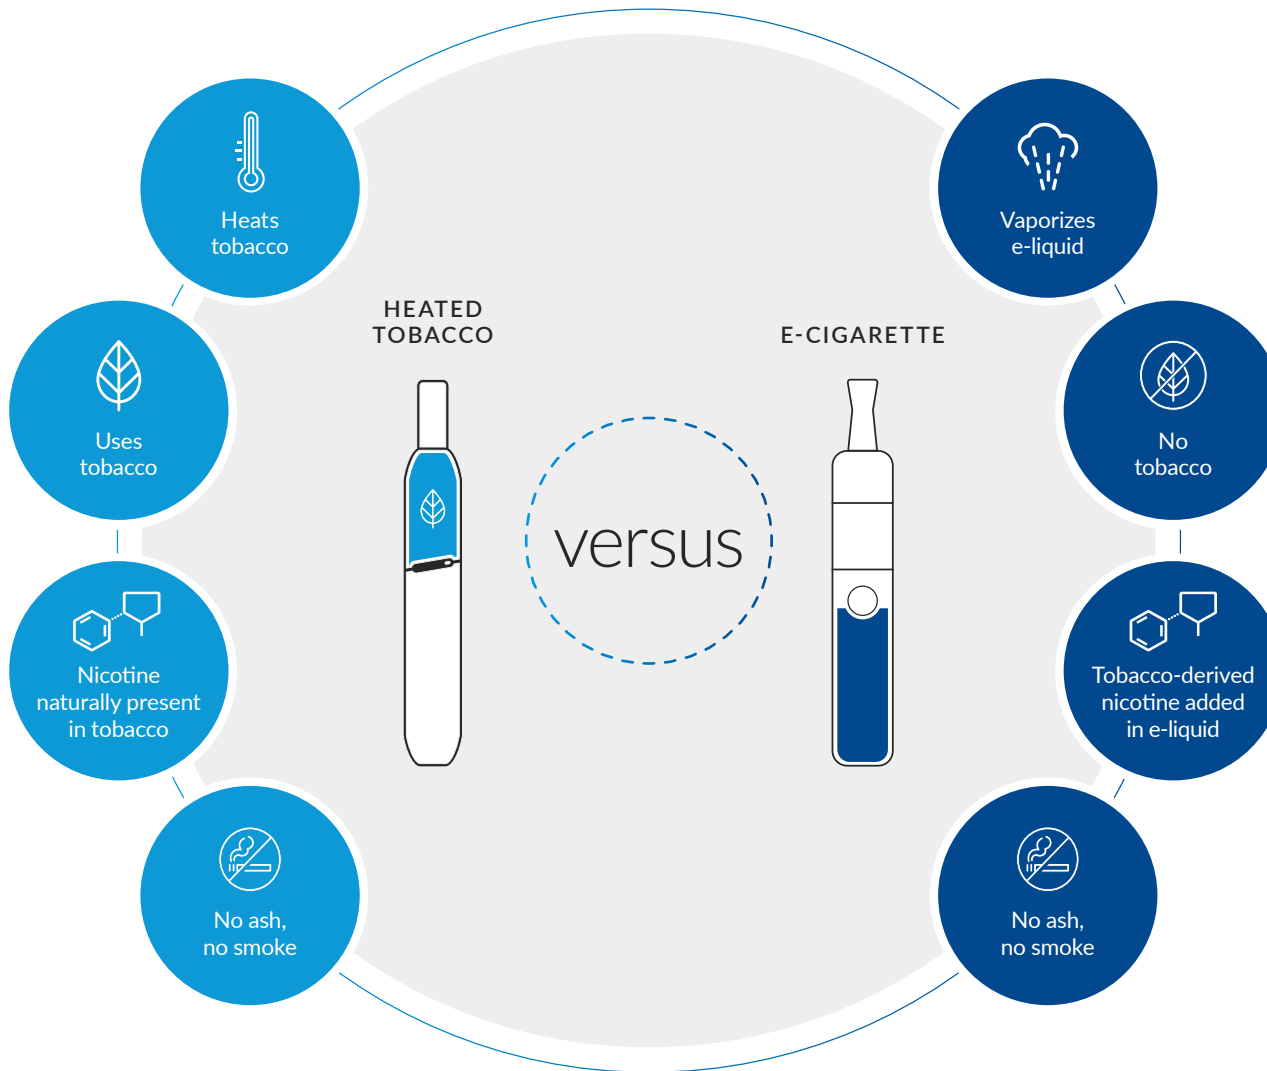 Heats
tobacco
Uses
tobacco
Nicotine
naturally present
in tobacco
No ash,
no smoke
HEATED
TOBACCO
versus
E-CIGARETTE
Vaporizes
e-liquid
No
tobacco
Tobacco-derived
nicotine added
in e-liquid
No ash,
no smoke